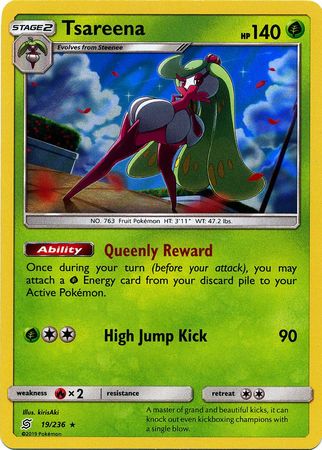 STAGE2
Tsareena
HP 140
Evolves from Steenee
NO. 763 Fruit Pokémon HT: 3'11" WT: 47.2 lbs.
Ability Queenly Reward
Once during your turn (before your attack), you may
attach a Energy card from your discard pile to your
Active Pokémon.
High Jump Kick 90
weakness ×2 resistance retreat
Illus. kirisAki
19/236 ★
©2019 Pokémon
A master of grand and beautiful kicks, it can
knock out even kickboxing champions with
a single blow.